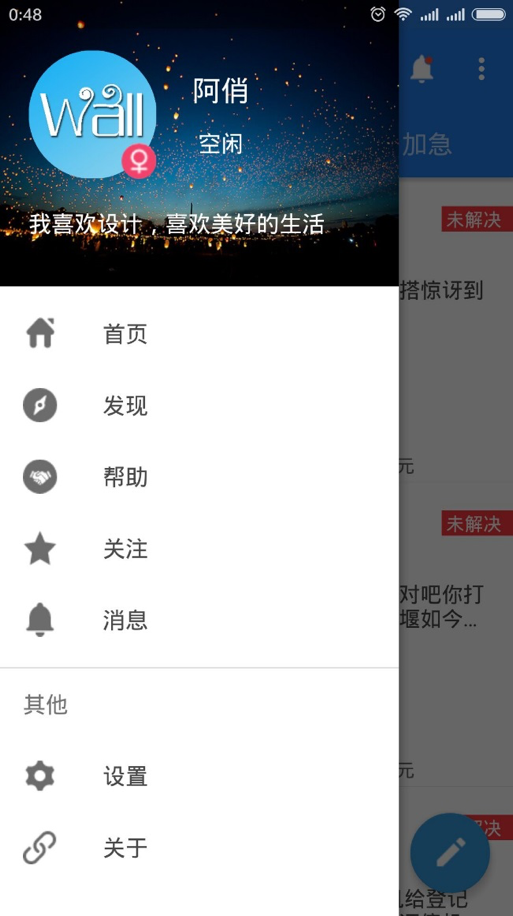 0:48
Wall
阿俏
空闲
我喜欢设计，喜欢美好的生活
加急
未解决
搭惊讶到
元
未解决
对吧你打
堰如今...
元
决
给登记
首页
发现
帮助
关注
消息
其他
设置
关于